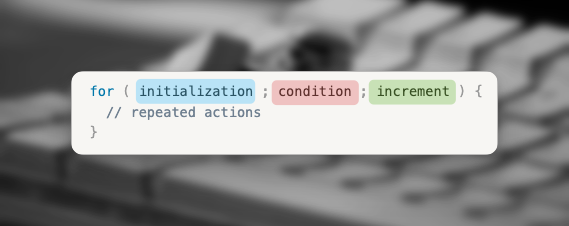 for ( initialization ; condition ; increment ) {
// repeated actions
}